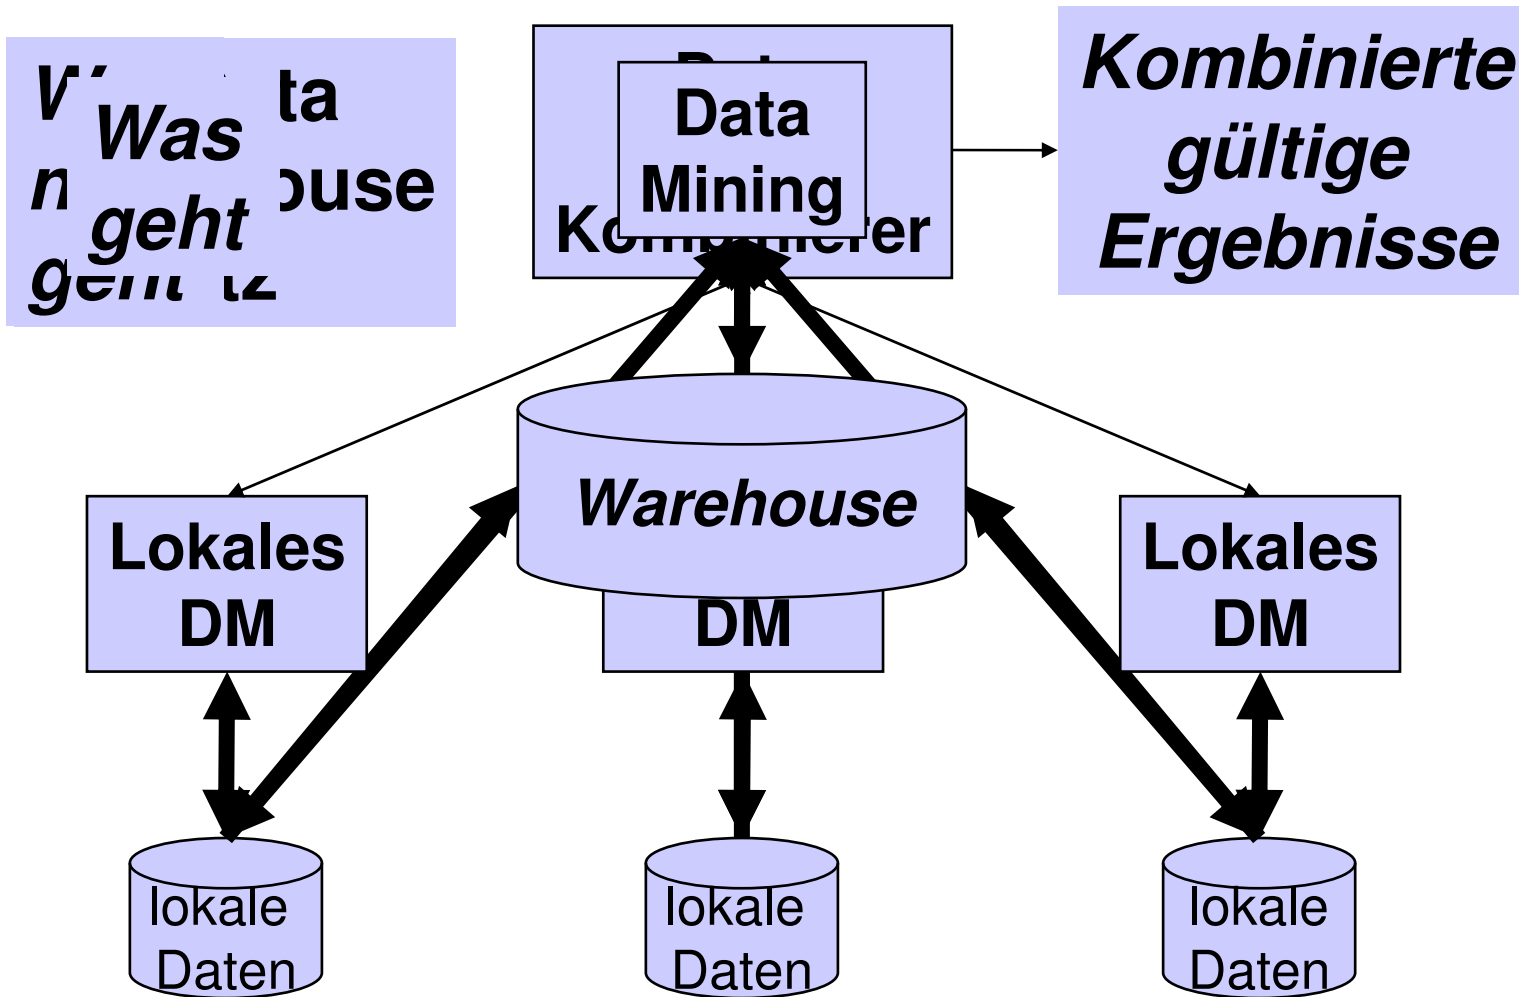 Was
geht
Data
Mining
Kombinierer
Kombinierte
gültige
Ergebnisse
Warehouse
Lokales
DM
DM
Lokales
DM
lokale
Daten
lokale
Daten
lokale
Daten